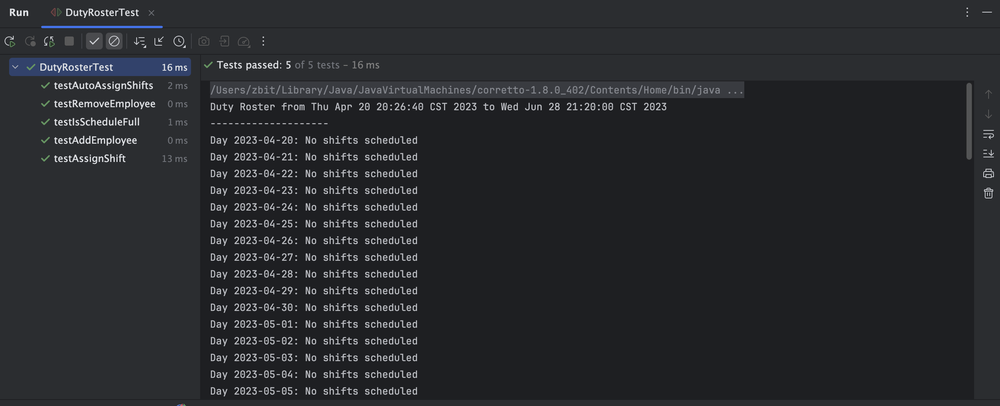 Run DutyRosterTest
DutyRosterTest 16 ms
testAutoAssignShifts 2 ms
testRemoveEmployee 0 ms
testIsScheduleFull 1 ms
testAddEmployee 0 ms
testAssignShift 13 ms
Tests passed: 5 of 5 tests – 16 ms
/Users/zbit/Library/Java/JavaVirtualMachines/corretto-1.8.0_402/Contents/Home/bin/java ...
Duty Roster from Thu Apr 20 20:26:40 CST 2023 to Wed Jun 28 21:20:00 CST 2023
--------------------
Day 2023-04-20: No shifts scheduled
Day 2023-04-21: No shifts scheduled
Day 2023-04-22: No shifts scheduled
Day 2023-04-23: No shifts scheduled
Day 2023-04-24: No shifts scheduled
Day 2023-04-25: No shifts scheduled
Day 2023-04-26: No shifts scheduled
Day 2023-04-27: No shifts scheduled
Day 2023-04-28: No shifts scheduled
Day 2023-04-29: No shifts scheduled
Day 2023-04-30: No shifts scheduled
Day 2023-05-01: No shifts scheduled
Day 2023-05-02: No shifts scheduled
Day 2023-05-03: No shifts scheduled
Day 2023-05-04: No shifts scheduled
Day 2023-05-05: No shifts scheduled